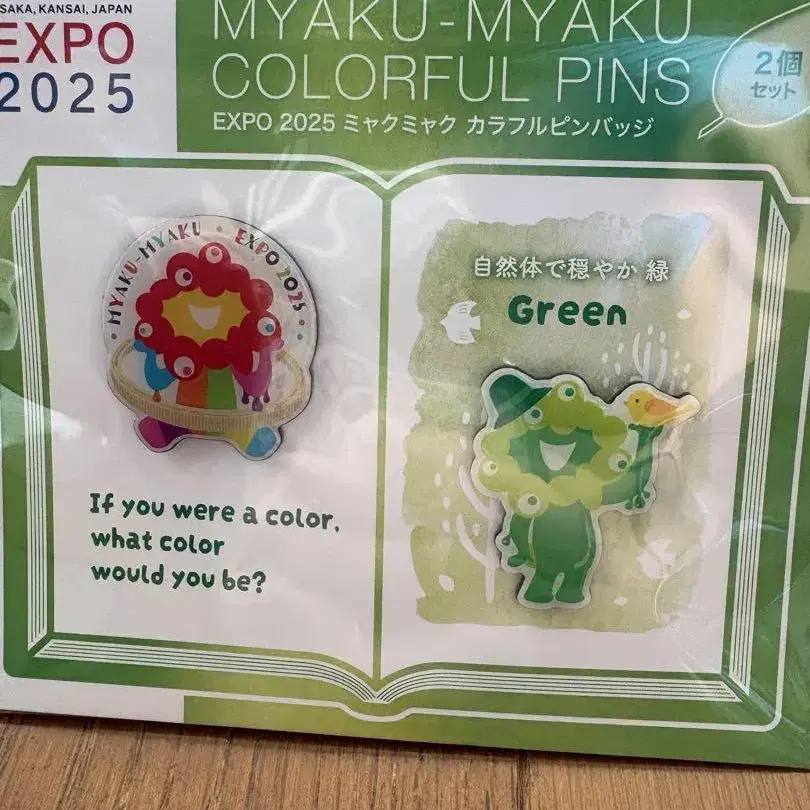 OSAKA, KANSAI, JAPAN
EXPO
2025
MYAKU-MYAKU
COLORFUL PINS
EXPO 2025 ミャクミャク カラフルピンバッジ
2個
セット
MYAKU-MYAKU • EXPO 2025 •
If you were a color,
what color
would you be?
自然体で穏やか 緑
Green